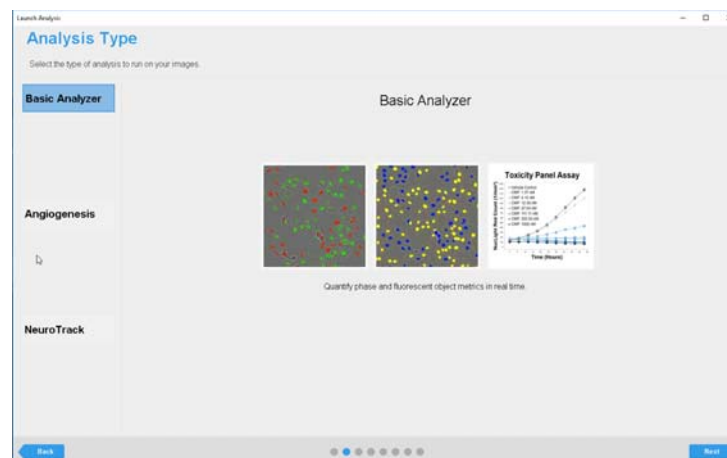 Launch Analysis
Analysis Type
Select the type of analysis to run on your images.
Basic Analyzer
Angiogenesis
NeuroTrack
Basic Analyzer
Toxicity Panel Assay
Time (Hours)
Quantify phase and fluorescent object metrics in real time.
Back
Next